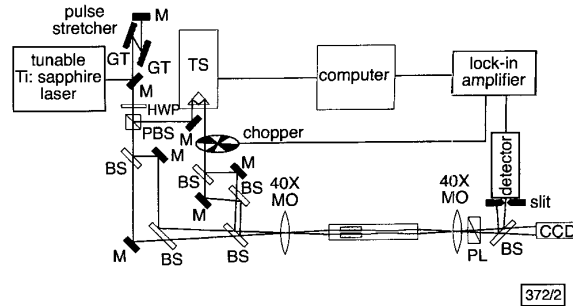 pulse
stretcher
M
GT
GT
M
tunable
Ti: sapphire
laser
TS
computer
lock-in
amplifier
HWP
PBS
M
chopper
detector
slit
BS
M
BS
M
BS
M
BS
BS
40X
MO
40X
MO
PL
BS
CCD
372/2